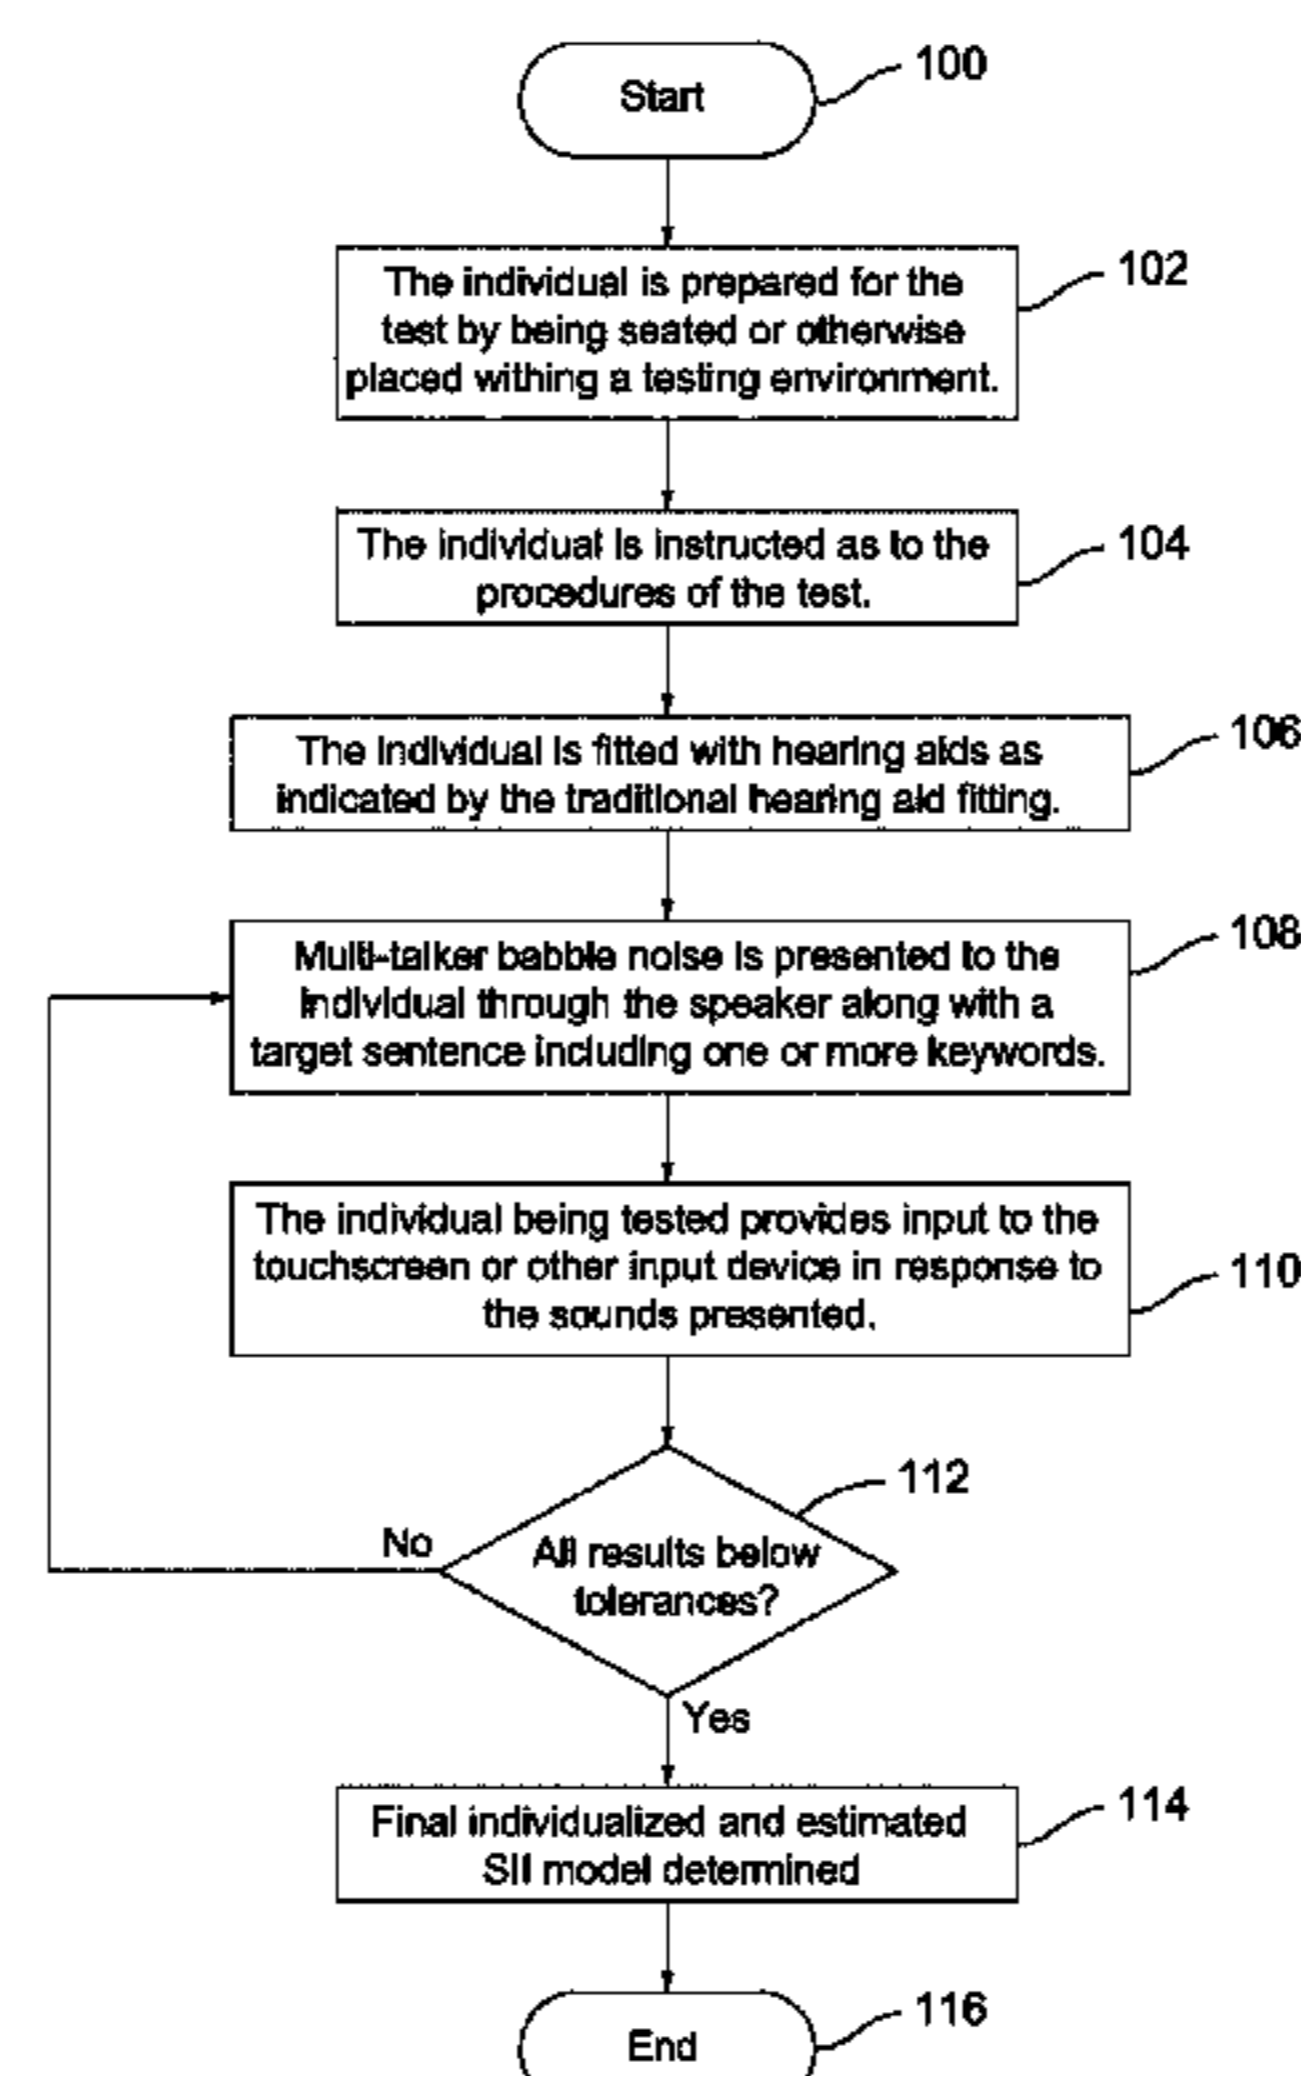 Start
100
The individual is prepared for the
test by being seated or otherwise
placed withing a testing environment.
102
The individual is instructed as to the
procedures of the test.
104
The individual is fitted with hearing aids as
indicated by the traditional hearing aid fitting.
106
Multi-talker babble noise is presented to the
individual through the speaker along with a
target sentence including one or more keywords.
108
The individual being tested provides input to the
touchscreen or other input device in response to
the sounds presented.
110
112
No
All results below
tolerances?
Yes
Final individualized and estimated
SII model determined
114
End
116